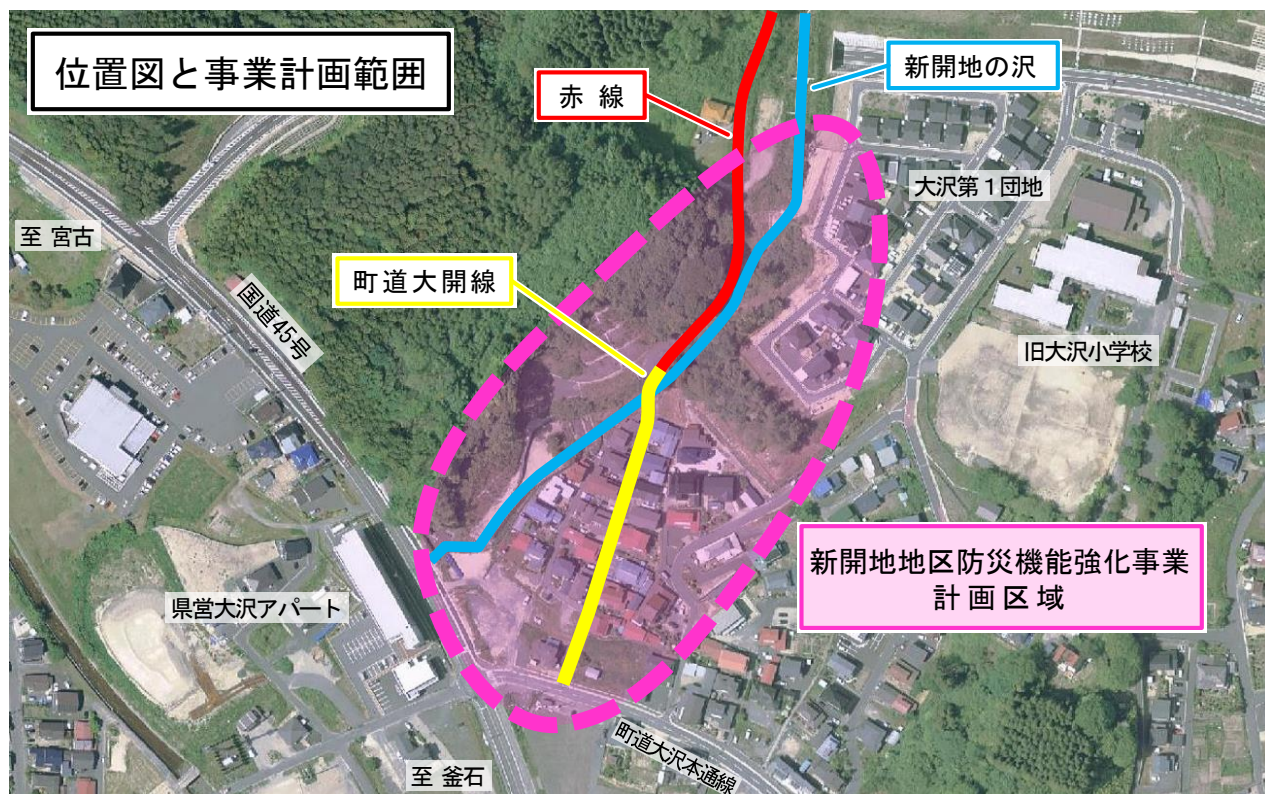 位置図と事業計画範囲
新開地の沢
赤 線
大沢第１団地
至 宮古
町道大開線
国道45号
旧大沢小学校
新開地地区防災機能強化事業
計画区域
県営大沢アパート
町道大沢本通線
至 釜石